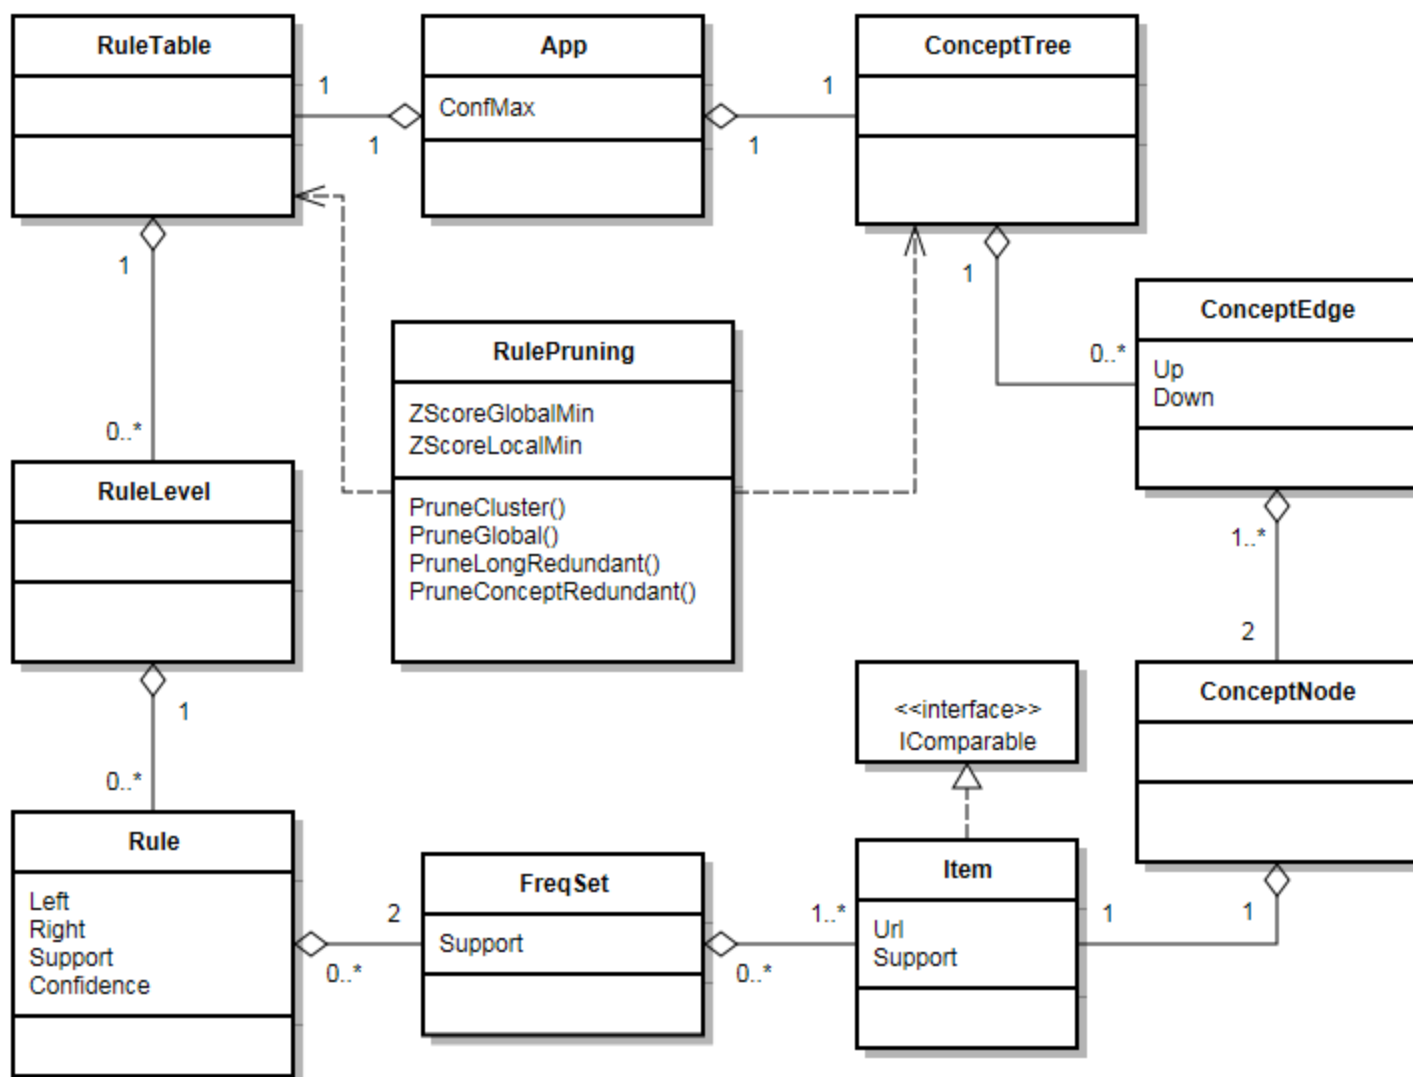 RuleTable
App
ConceptTree
ConfMax
1
1
1
1
1
1
ConceptEdge
Up
Down
0..*
RulePruning
ZScoreGlobalMin
ZScoreLocalMin
PruneCluster()
PruneGlobal()
PruneLongRedundant()
PruneConceptRedundant()
0..*
RuleLevel
1..*
2
ConceptNode
<<interface>>
IComparable
1
0..*
Rule
Left
Right
Support
Confidence
2
0..*
FreqSet
Support
1..*
0..*
Item
Url
Support
1
1